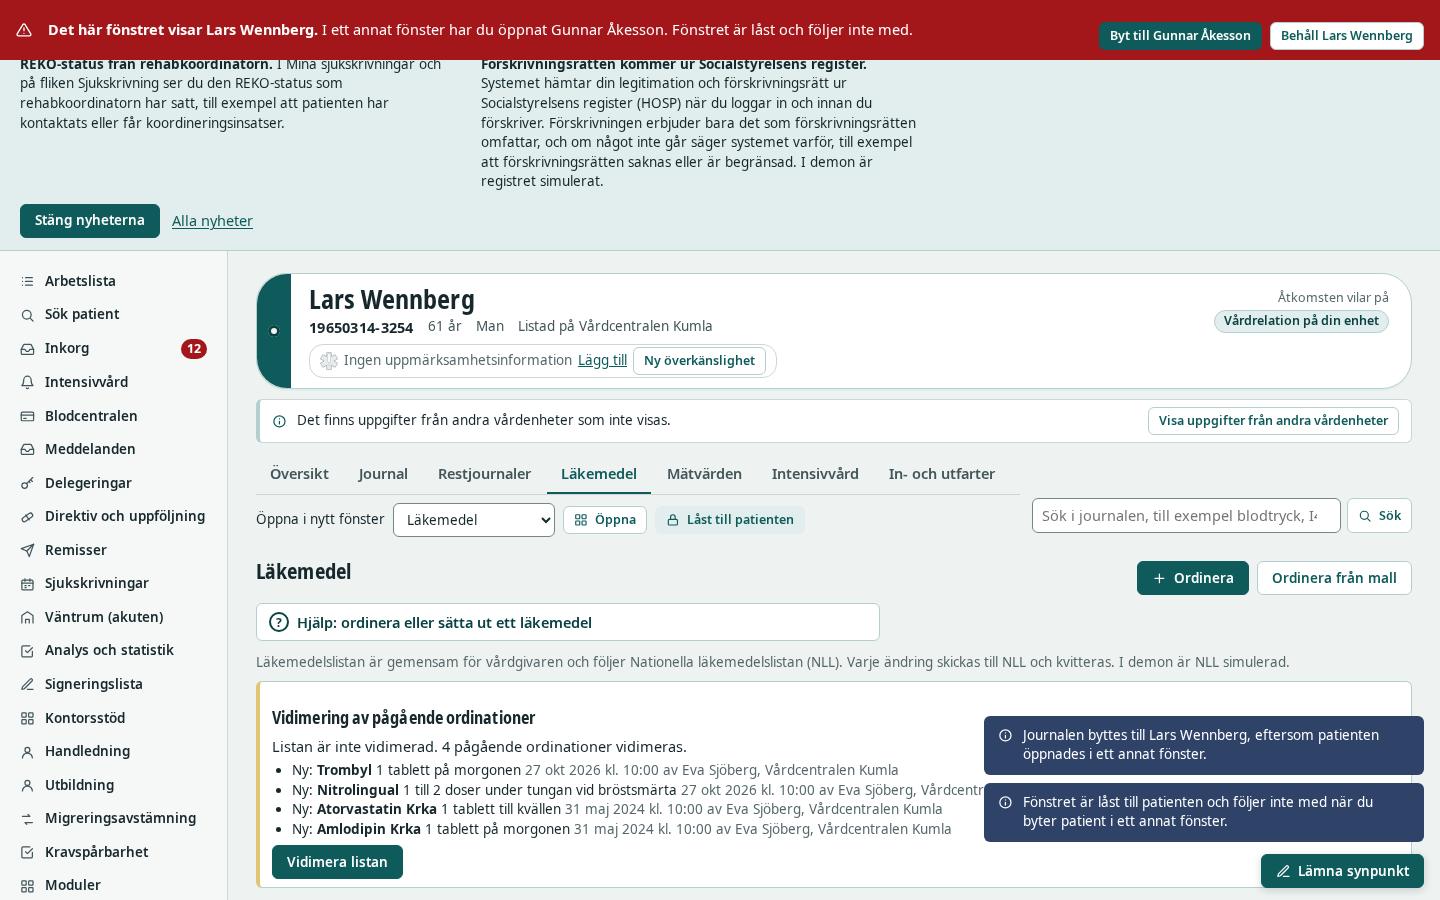 Det här fönstret visar Lars Wennberg. I ett annat fönster har du öppnat Gunnar Åkesson. Fönstret är låst och följer inte med.
Byt till Gunnar Åkesson
Behåll Lars Wennberg
REKO-status från rehabkoordinatorn. I Mina sjukskrivningar och
på fliken Sjukskrivning ser du den REKO-status som
rehabkoordinatorn har satt, till exempel att patienten har
kontaktats eller får koordineringsinsatser.
Förskrivningsrätten kommer ur Socialstyrelsens register.
Systemet hämtar din legitimation och förskrivningsrätt ur
Socialstyrelsens register (HOSP) när du loggar in och innan du
förskriver. Förskrivningen erbjuder bara det som förskrivningsrätten
omfattar, och om något inte går säger systemet varför, till exempel
att förskrivningsrätten saknas eller är begränsad. I demon är
registret simulerat.
Stäng nyheterna
Alla nyheter
Arbetslista
Sök patient
Inkorg 12
Intensivvård
Blodcentralen
Meddelanden
Delegeringar
Direktiv och uppföljning
Remisser
Sjukskrivningar
Väntrum (akuten)
Analys och statistik
Signeringslista
Kontorsstöd
Handledning
Utbildning
Migreringsavstämning
Kravspårbarhet
Moduler
Lars Wennberg
19650314-3254 61 år Man Listad på Vårdcentralen Kumla
Ingen uppmärksamhetsinformation Lägg till Ny överkänslighet
Åtkomsten vilar på
Vårdrelation på din enhet
Det finns uppgifter från andra vårdenheter som inte visas.
Visa uppgifter från andra vårdenheter
Översikt Journal Restjournaler Läkemedel Mätvärden Intensivvård In- och utfarter
Öppna i nytt fönster Läkemedel Öppna Låst till patienten
Sök i journalen, till exempel blodtryck, I4 Sök
Läkemedel
Ordinera
Ordinera från mall
? Hjälp: ordinera eller sätta ut ett läkemedel
Läkemedelslistan är gemensam för vårdgivaren och följer Nationella läkemedelslistan (NLL). Varje ändring skickas till NLL och kvitteras. I demon är NLL simulerad.
Vidimering av pågående ordinationer
Listan är inte vidimerad. 4 pågående ordinationer vidimeras.
Ny: Trombyl 1 tablett på morgonen 27 okt 2026 kl. 10:00 av Eva Sjöberg, Vårdcentralen Kumla
Ny: Nitrolingual 1 till 2 doser under tungan vid bröstsmärta 27 okt 2026 kl. 10:00 av Eva Sjöberg, Vårdcentr
Ny: Atorvastatin Krka 1 tablett till kvällen 31 maj 2024 kl. 10:00 av Eva Sjöberg, Vårdcentralen Kumla
Ny: Amlodipin Krka 1 tablett på morgonen 31 maj 2024 kl. 10:00 av Eva Sjöberg, Vårdcentralen Kumla
Vidimera listan
Journalen byttes till Lars Wennberg, eftersom patienten
öppnades i ett annat fönster.
Fönstret är låst till patienten och följer inte med när du
byter patient i ett annat fönster.
Lämna synpunkt